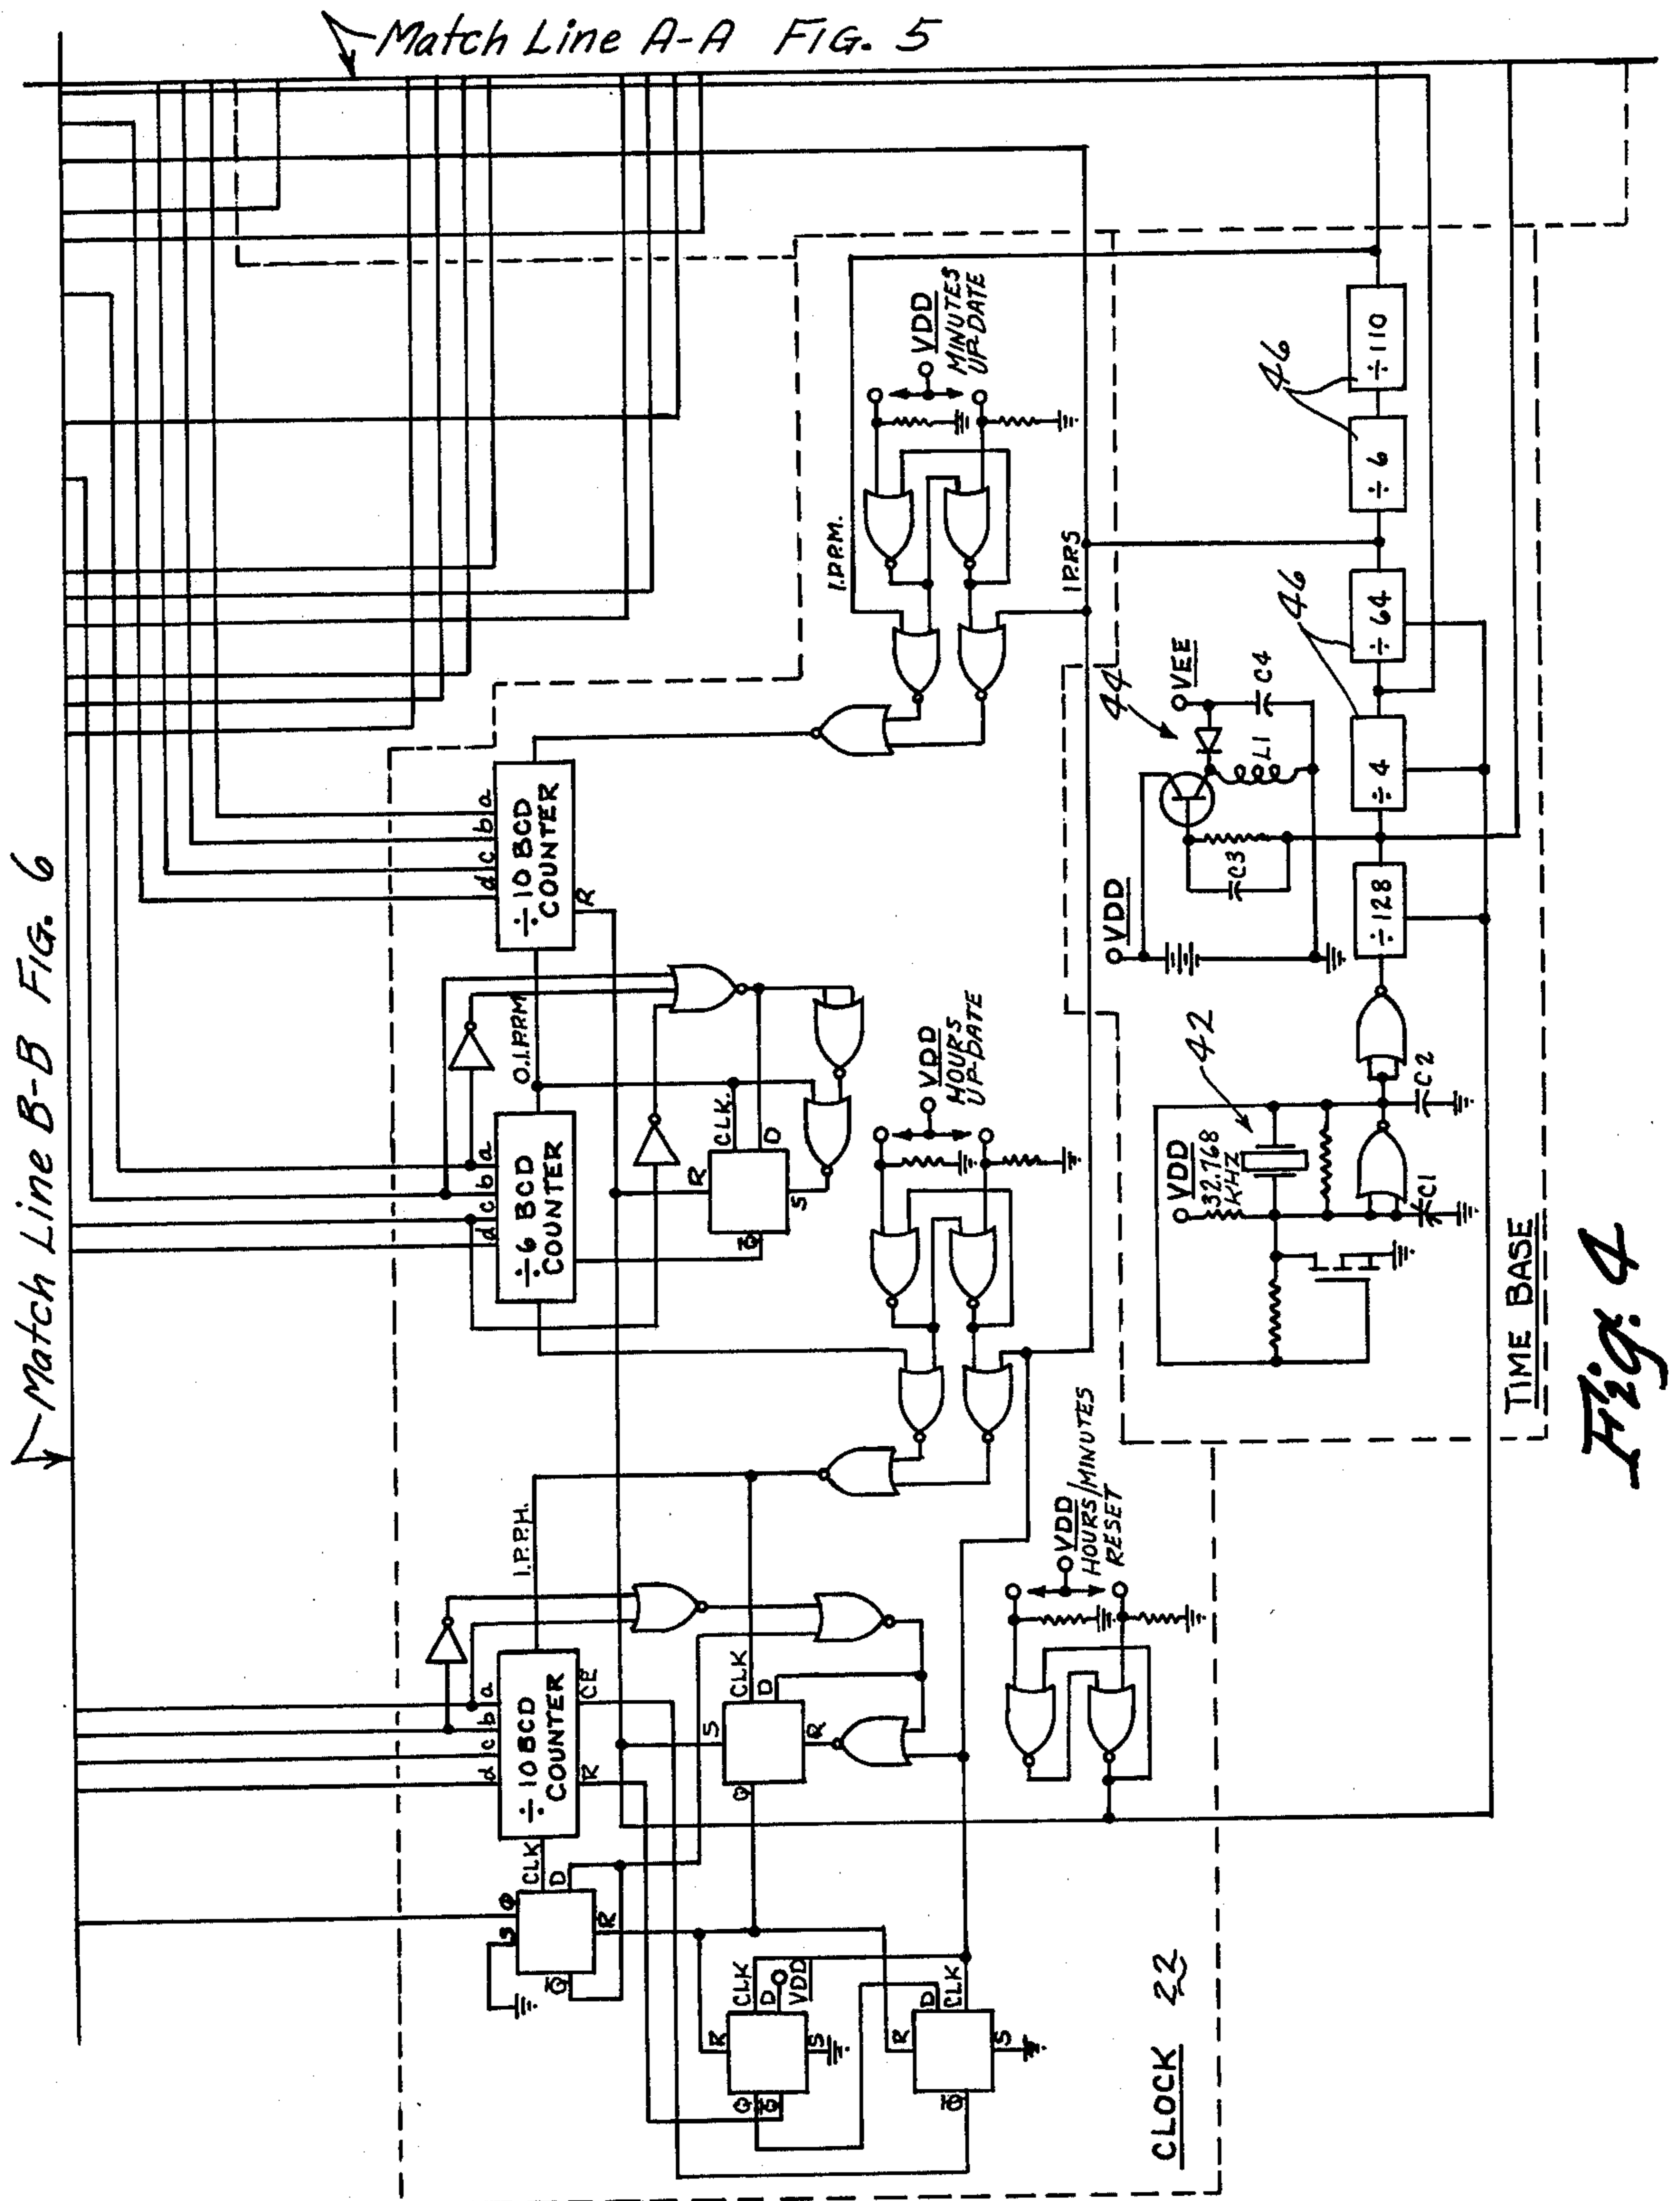 Match Line A-A FIG. 5
Match Line B-B FIG. 6
÷10 BCD
COUNTER
a
b
c
d
R
0.1.P.P.M
÷6 BCD
COUNTER
a
b
c
d
CLK.
D
R
S
Q̅
1.P.P.M.
1P.P.S
VDD
MINUTES
UP-DATE
VDD
HOURS
UP-DATE
1.P.P.H.
÷10 BCD
COUNTER
a
b
c
d
CE
R
CLK
D
S
R
Q
CLK
D
Q
S
R
Q̅
CLK
D
VDD
R
S
Q
Q̅
D
CLK
R
S
Q̅
VDD
HOURS/MINUTES
RESET
CLOCK 22
VDD
32.768
KHZ
42
C1
C2
÷128
÷4
÷64
÷6
÷110
46
46
44
VDD
VEE
C3
C4
L1
TIME BASE
Fig. 4